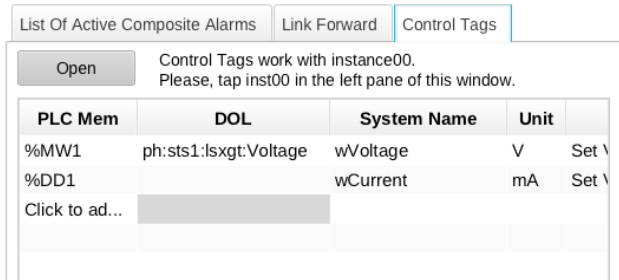 List Of Active Composite Alarms Link Forward Control Tags
Open
Control Tags work with instance00.
Please, tap inst00 in the left pane of this window.
PLC Mem DOL System Name Unit
%MW1 ph:sts1:lsxgt:Voltage wVoltage V Set
%DD1 wCurrent mA Set
Click to ad...